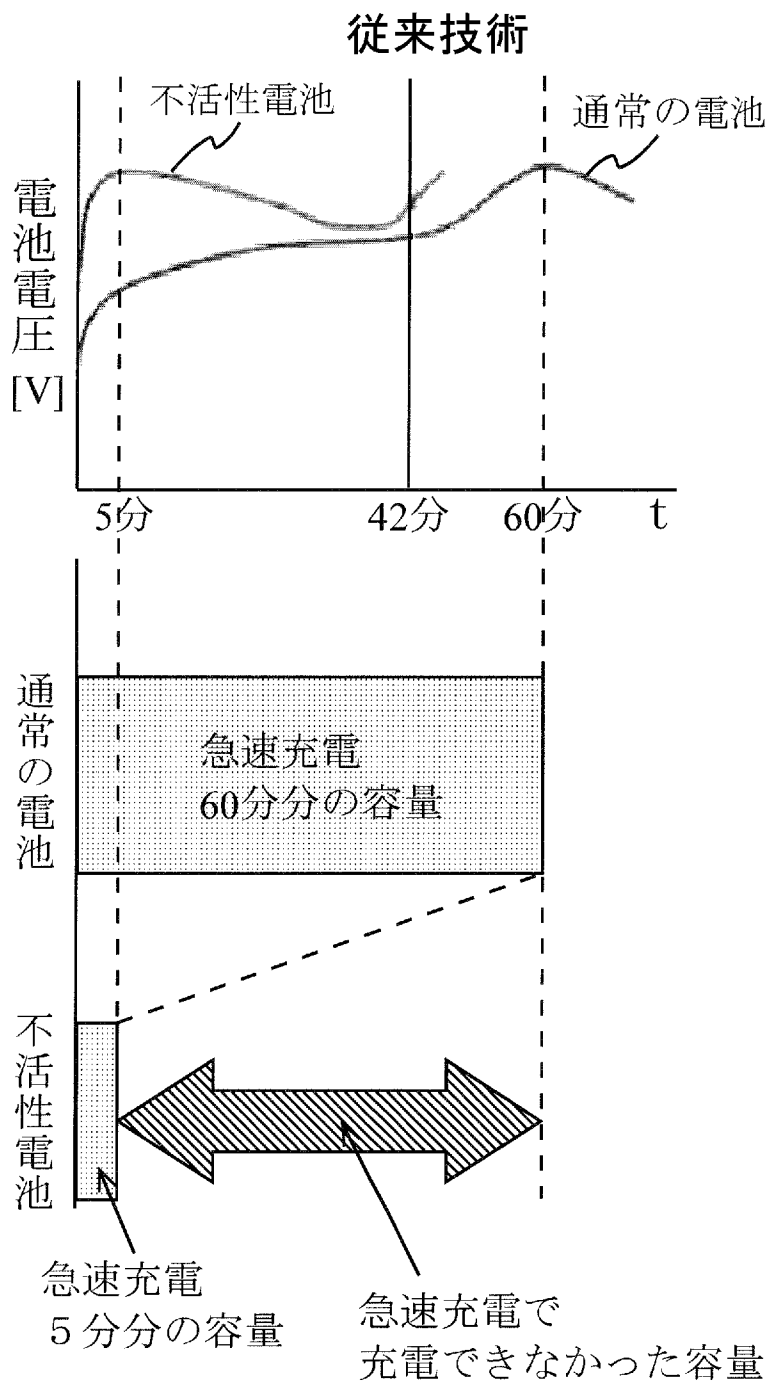 従来技術
不活性電池
通常の電池
電池電圧
[V]
5分
42分
60分
t
通常の電池
急速充電
60分分の容量
不活性電池
急速充電
５分分の容量
急速充電で
充電できなかった容量